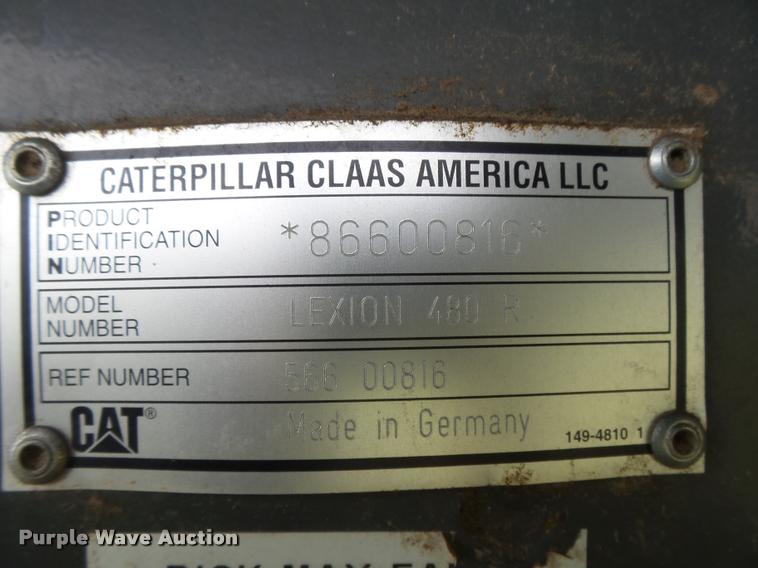 CATERPILLAR CLAAS AMERICA LLC
PRODUCT
IDENTIFICATION
NUMBER
*86600816*
MODEL
NUMBER
LEXION 480 R
REF NUMBER
566 00816
CAT®
Made in Germany
149-4810 1
Purple Wave Auction